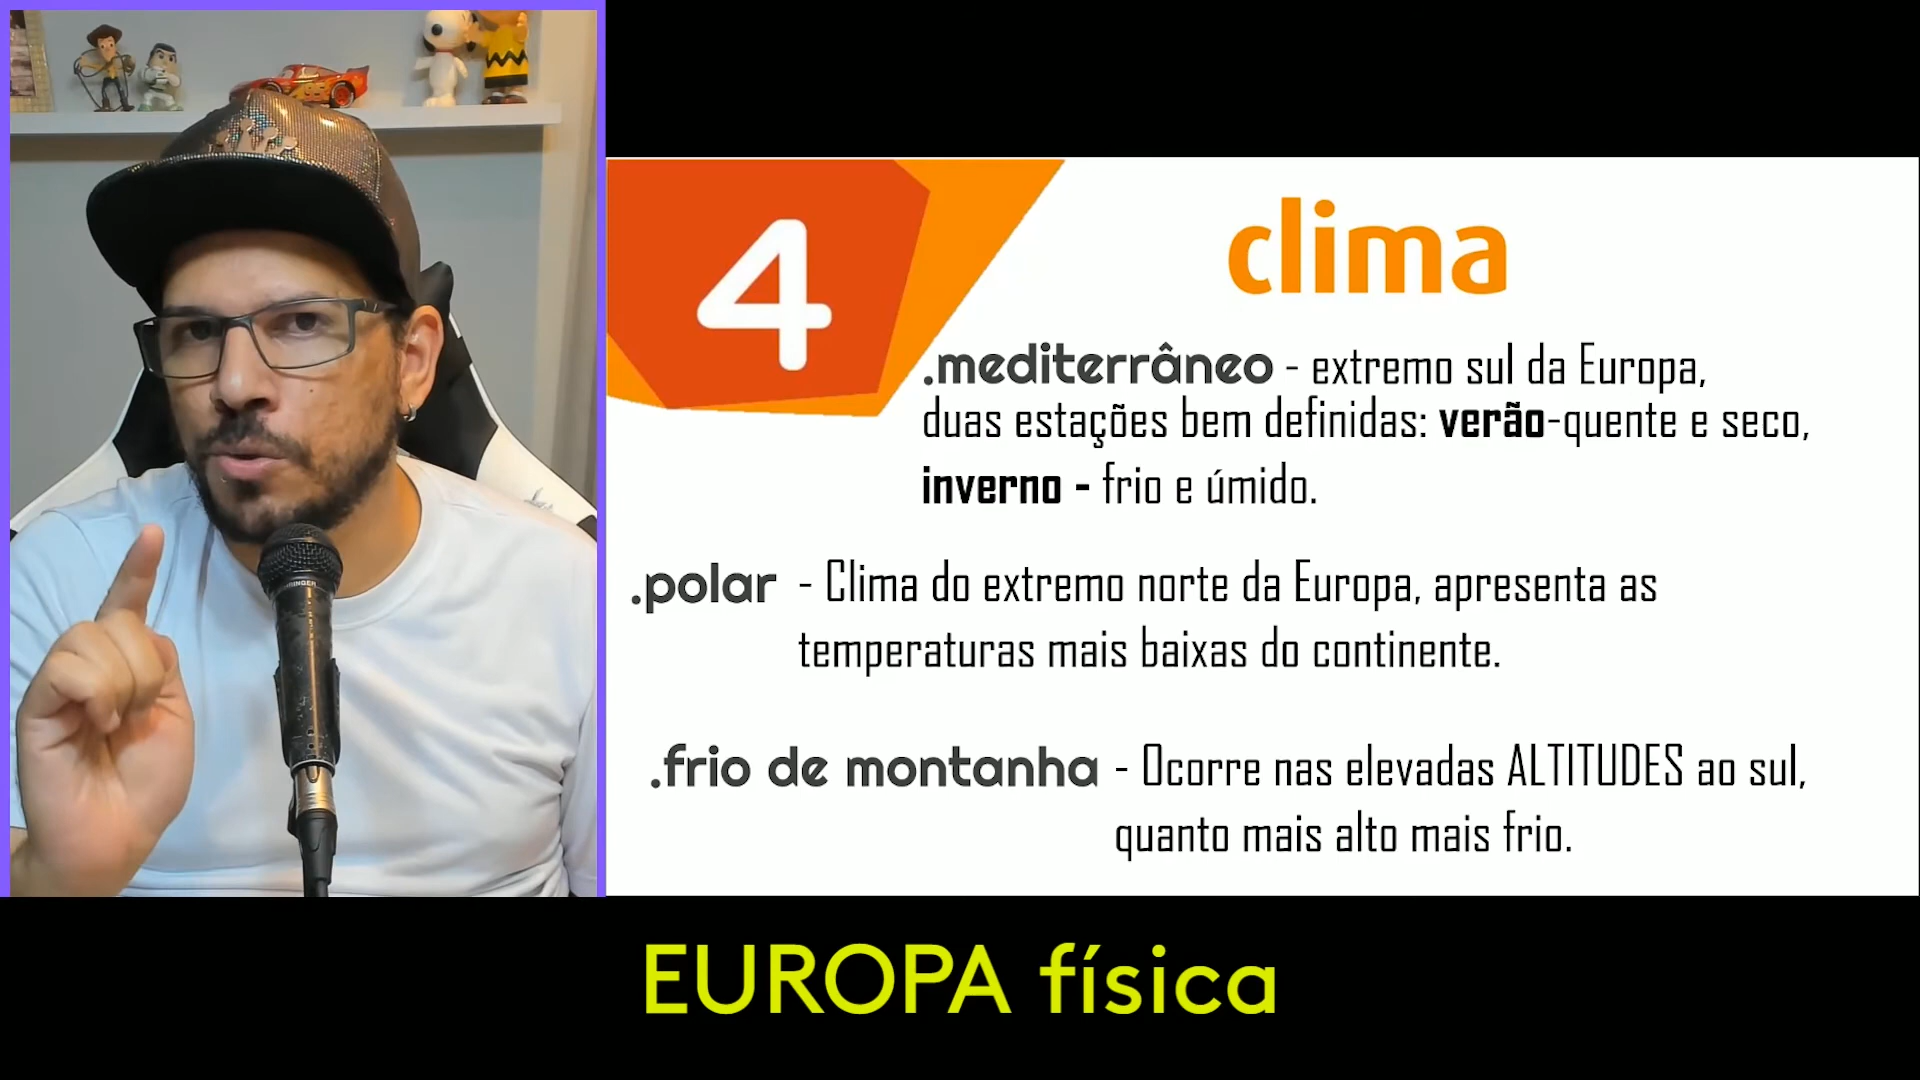 4
clima
.mediterrâneo - extremo sul da Europa,
duas estações bem definidas: verão-quente e seco,
inverno - frio e úmido.
.polar - Clima do extremo norte da Europa, apresenta as
temperaturas mais baixas do continente.
.frio de montanha - Ocorre nas elevadas ALTITUDES ao sul,
quanto mais alto mais frio.
EUROPA física